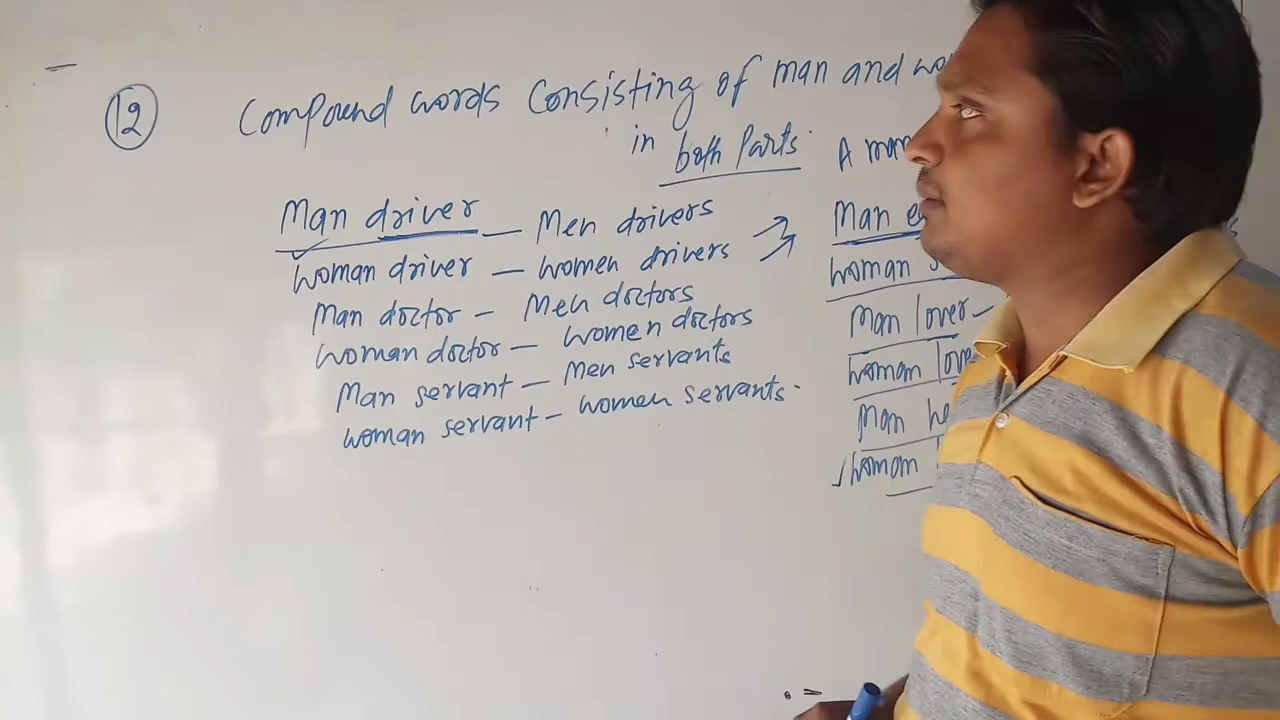 12 Compound words consisting of man and
in both Parts.
Man driver — Men drivers
woman driver — women drivers
Man doctor — Men doctors
woman doctor — women doctors
Man servant — Men servants
woman servant — women servants.
A
Man
woman
Man lover -
woman
Man
woman